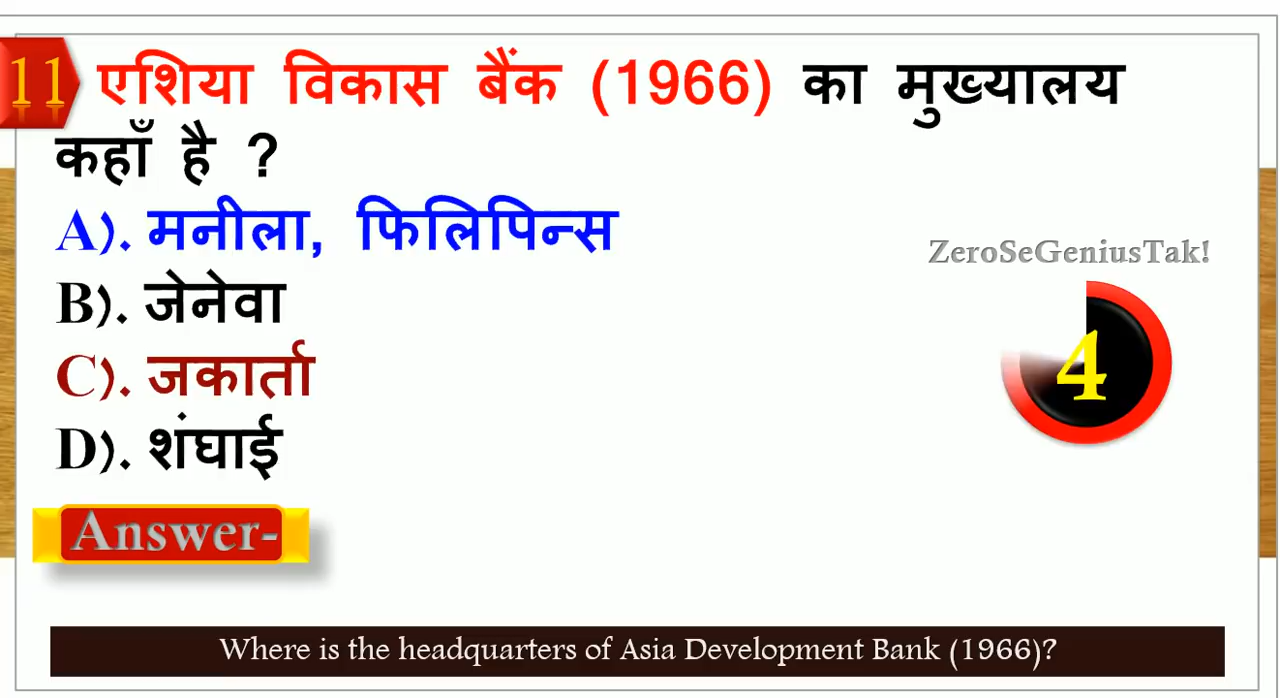 11 एशिया विकास बैंक (1966) का मुख्यालय
कहाँ है ?
A). मनीला, फिलिपिन्स
B). जेनेवा
C). जकार्ता
D). शंघाई
ZeroSeGeniusTak!
4
Answer-
Where is the headquarters of Asia Development Bank (1966)?